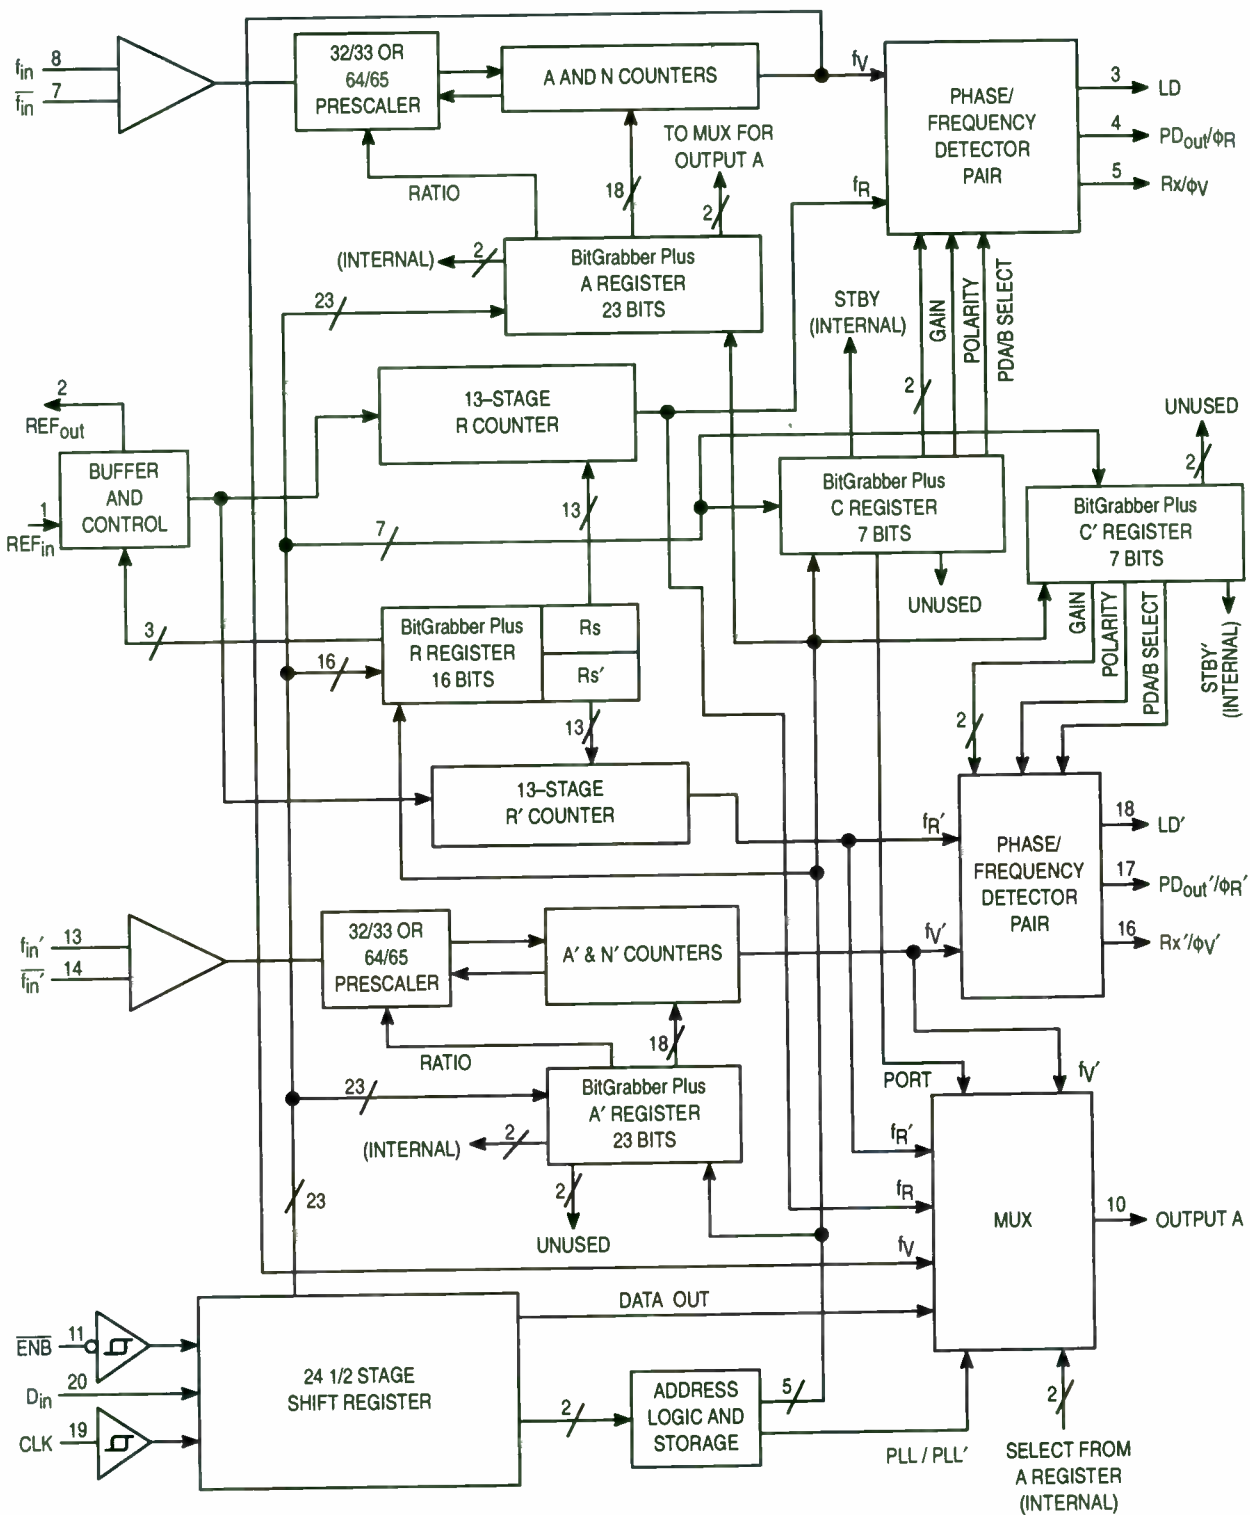 8
fin
7
fin
32/33 OR
64/65
PRESCALER
A AND N COUNTERS
fV
PHASE/
FREQUENCY
DETECTOR
PAIR
3
LD
4
PDout/ϕR
5
Rx/ϕV
TO MUX FOR
OUTPUT A
RATIO
18
2
fR
(INTERNAL)
2
BitGrabber Plus
A REGISTER
23 BITS
23
STBY
(INTERNAL)
GAIN
POLARITY
PDA/B SELECT
2
2
REFout
13–STAGE
R COUNTER
UNUSED
2
BUFFER
AND
CONTROL
1
REFin
13
7
BitGrabber Plus
C REGISTER
7 BITS
BitGrabber Plus
C′ REGISTER
7 BITS
UNUSED
3
BitGrabber Plus
R REGISTER
16 BITS
Rs
Rs′
16
13
GAIN
POLARITY
PDA/B SELECT
STBY′
(INTERNAL)
2
13–STAGE
R′ COUNTER
fR′
PHASE/
FREQUENCY
DETECTOR
PAIR
18
LD′
17
PDout′/ϕR′
16
Rx′/ϕV′
fin′
13
fin′
14
32/33 OR
64/65
PRESCALER
A′ & N′ COUNTERS
fV′
RATIO
18
PORT
fV′
23
BitGrabber Plus
A′ REGISTER
23 BITS
(INTERNAL)
2
2
UNUSED
23
fR′
fR
fV
MUX
10
OUTPUT A
DATA OUT
ENB
11
Din
20
CLK
19
24 1/2 STAGE
SHIFT REGISTER
2
ADDRESS
LOGIC AND
STORAGE
5
PLL / PLL′
2
SELECT FROM
A REGISTER
(INTERNAL)